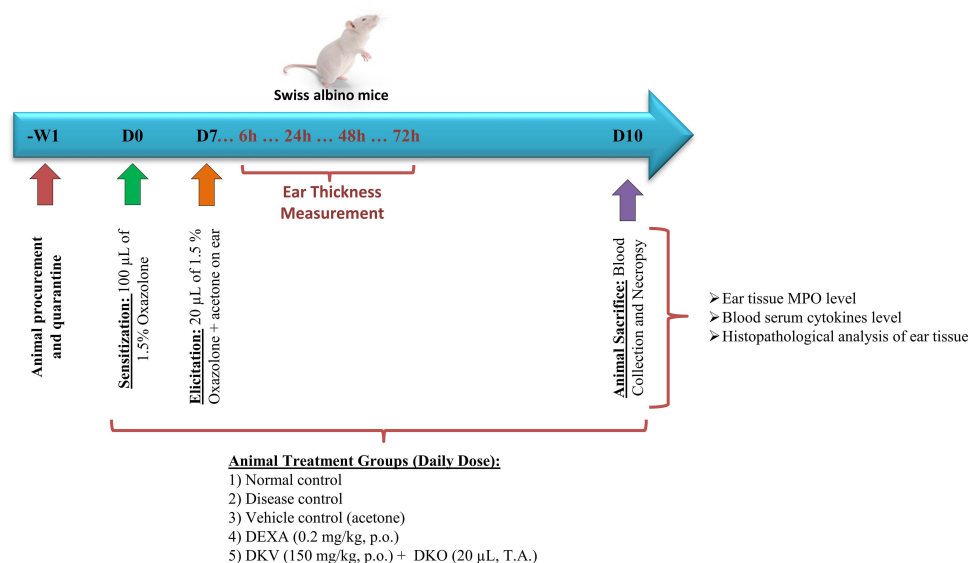 Swiss albino mice
-W1 D0 D7... 6h ... 24h ... 48h ... 72h D10
Ear Thickness
Measurement
Animal procurement
and quarantine
Sensitization: 100 µL of
1.5% Oxazolone
Elicitation: 20 µL of 1.5 %
Oxazolone + acetone on ear
Animal Sacrifice: Blood
Collection and Necropsy
➢Ear tissue MPO level
➢Blood serum cytokines level
➢Histopathological analysis of ear tissue
Animal Treatment Groups (Daily Dose):
1) Normal control
2) Disease control
3) Vehicle control (acetone)
4) DEXA (0.2 mg/kg, p.o.)
5) DKV (150 mg/kg, p.o.) + DKO (20 µL, T.A.)